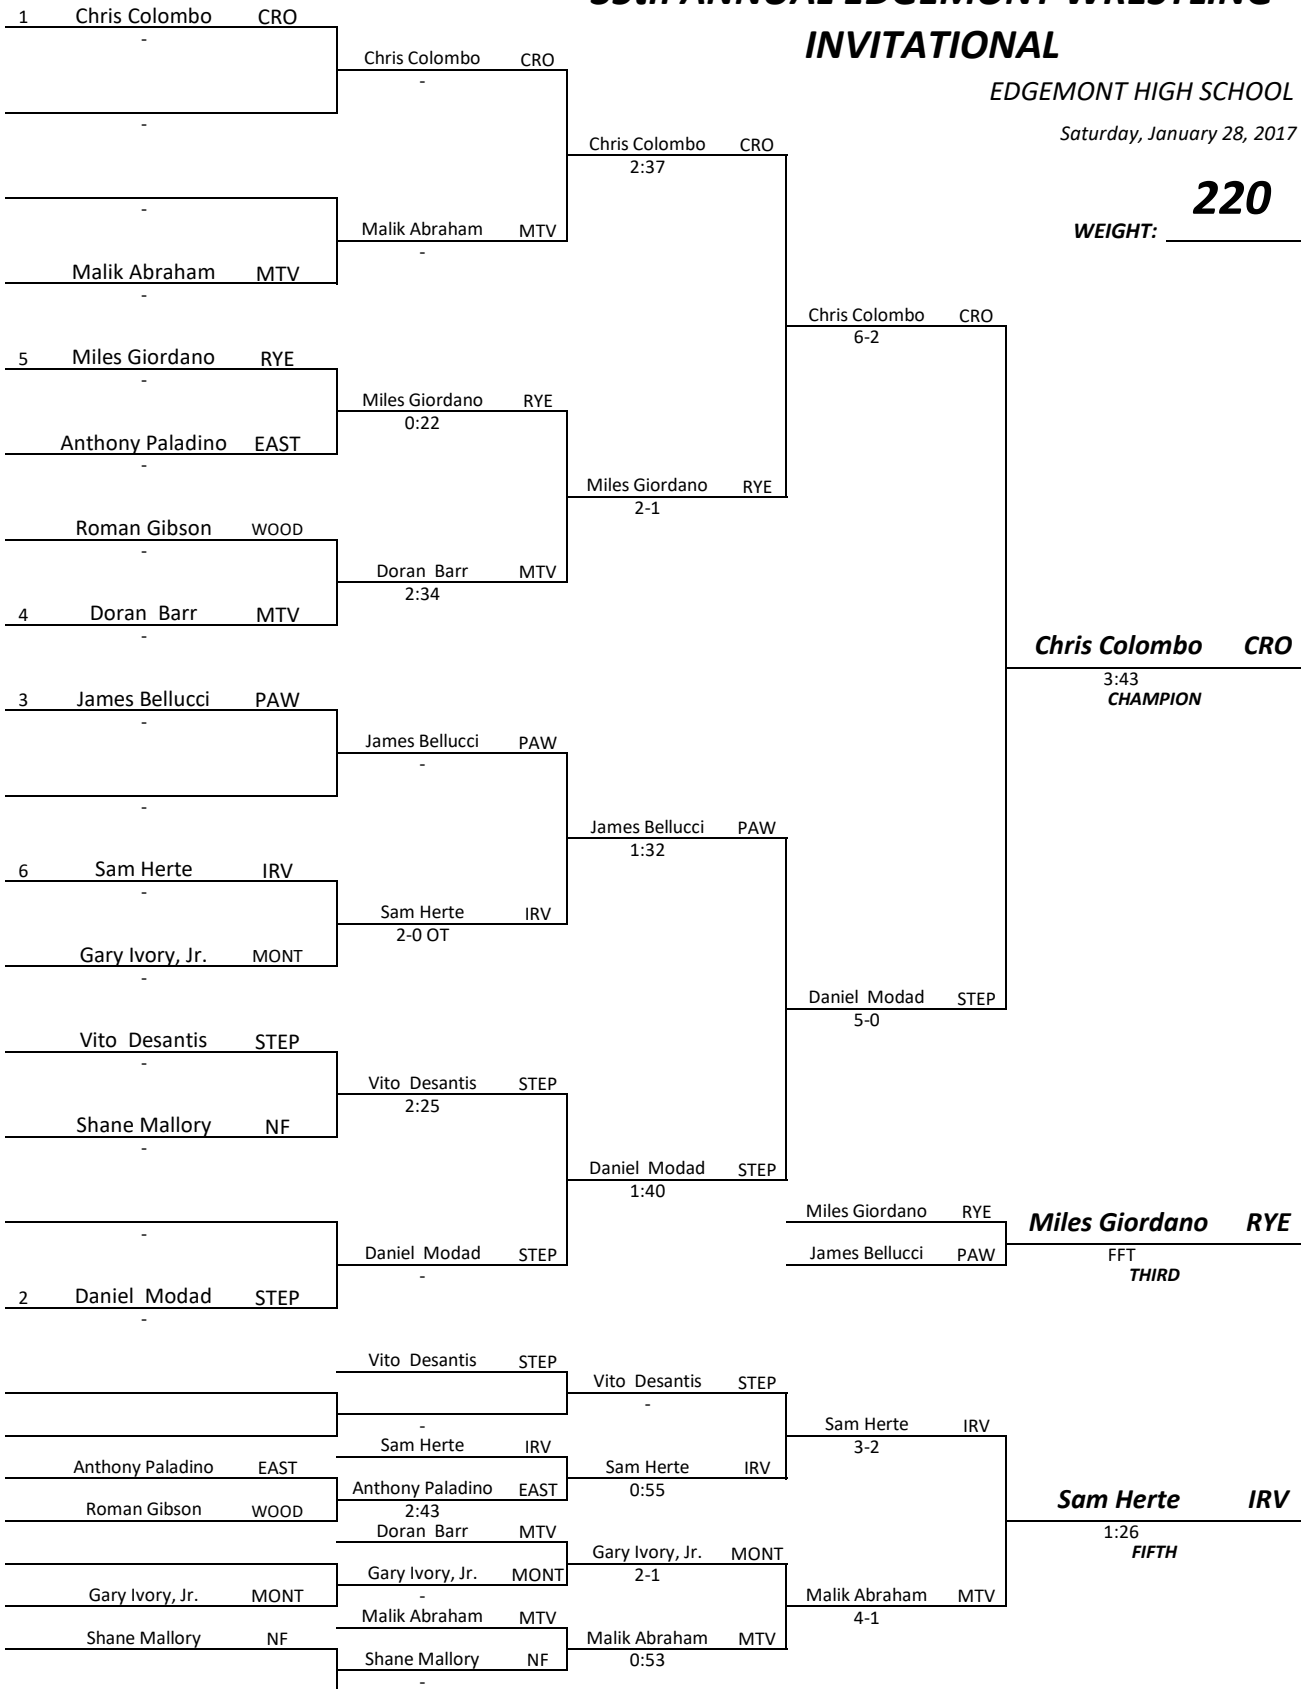 ANNUAL EDGEMONT WRESTLING
INVITATIONAL
EDGEMONT HIGH SCHOOL
Saturday, January 28, 2017
220
WEIGHT:
1 Chris Colombo CRO
-
-
-
Malik Abraham MTV
-
5 Miles Giordano RYE
-
Anthony Paladino EAST
-
Roman Gibson WOOD
-
4 Doran Barr MTV
-
3 James Bellucci PAW
-
-
6 Sam Herte IRV
-
Gary Ivory, Jr. MONT
-
Vito Desantis STEP
-
Shane Mallory NF
-
-
2 Daniel Modad STEP
-
Chris Colombo CRO
-
Malik Abraham MTV
-
Miles Giordano RYE
0:22
Doran Barr MTV
2:34
James Bellucci PAW
-
Sam Herte IRV
2-0 OT
Vito Desantis STEP
2:25
Daniel Modad STEP
-
Chris Colombo CRO
2:37
Miles Giordano RYE
2-1
James Bellucci PAW
1:32
Daniel Modad STEP
1:40
Chris Colombo CRO
6-2
Daniel Modad STEP
5-0
Chris Colombo CRO
3:43
CHAMPION
Miles Giordano RYE
James Bellucci PAW
Miles Giordano RYE
FFT
THIRD
Anthony Paladino EAST
Roman Gibson WOOD
Gary Ivory, Jr. MONT
Shane Mallory NF
Vito Desantis STEP
-
Sam Herte IRV
Anthony Paladino EAST
2:43
Doran Barr MTV
Gary Ivory, Jr. MONT
-
Malik Abraham MTV
Shane Mallory NF
-
Vito Desantis STEP
-
Sam Herte IRV
0:55
Gary Ivory, Jr. MONT
2-1
Malik Abraham MTV
0:53
Sam Herte IRV
3-2
Malik Abraham MTV
4-1
Sam Herte IRV
1:26
FIFTH